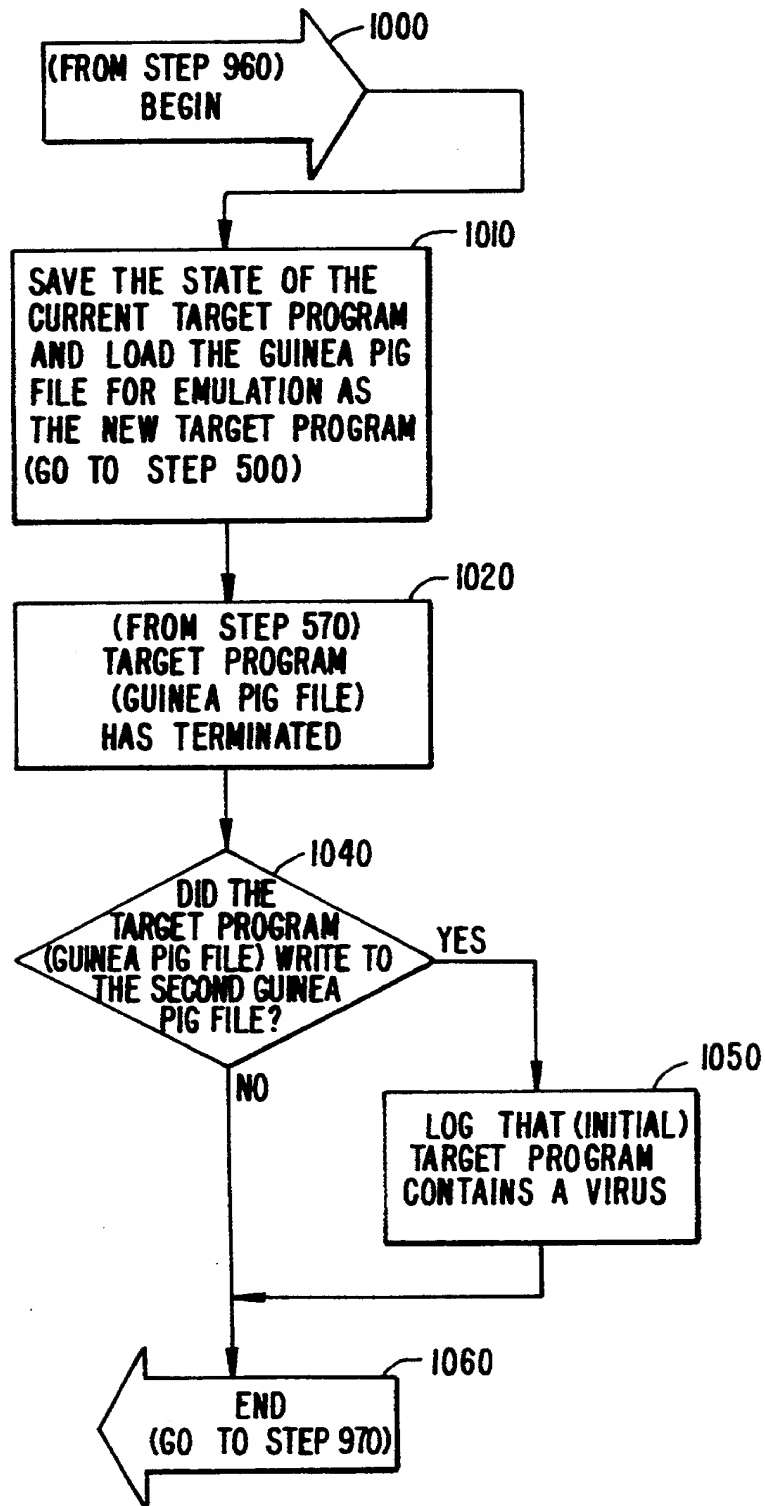 1000
(FROM STEP 960)
BEGIN
1010
SAVE THE STATE OF THE
CURRENT TARGET PROGRAM
AND LOAD THE GUINEA PIG
FILE FOR EMULATION AS
THE NEW TARGET PROGRAM
(GO TO STEP 500)
1020
(FROM STEP 570)
TARGET PROGRAM
(GUINEA PIG FILE)
HAS TERMINATED
1040
DID THE
TARGET PROGRAM
(GUINEA PIG FILE) WRITE TO
THE SECOND GUINEA
PIG FILE?
YES
NO
1050
LOG THAT (INITIAL)
TARGET PROGRAM
CONTAINS A VIRUS
1060
END
(GO TO STEP 970)